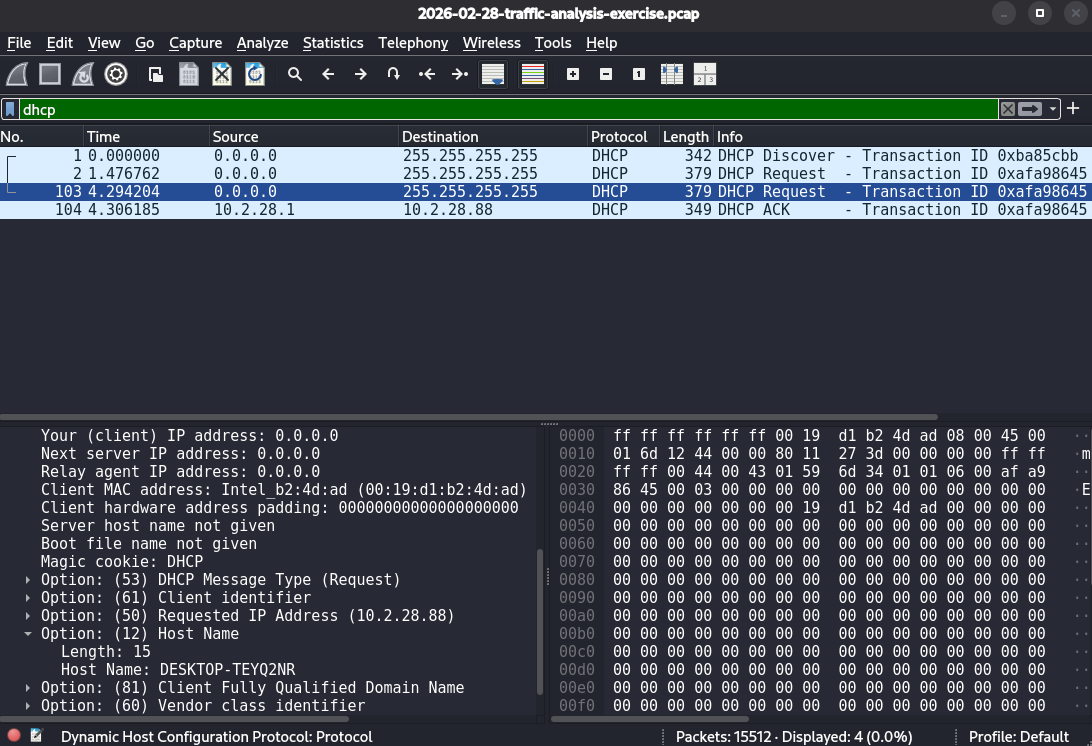 2026-02-28-traffic-analysis-exercise.pcap
File Edit View Go Capture Analyze Statistics Telephony Wireless Tools Help
dhcp
No. Time Source Destination Protocol Length Info
1 0.000000 0.0.0.0 255.255.255.255 DHCP 342 DHCP Discover - Transaction ID 0xba85cbb
2 1.476762 0.0.0.0 255.255.255.255 DHCP 379 DHCP Request - Transaction ID 0xafa98645
103 4.294204 0.0.0.0 255.255.255.255 DHCP 379 DHCP Request - Transaction ID 0xafa98645
104 4.306185 10.2.28.1 10.2.28.88 DHCP 349 DHCP ACK - Transaction ID 0xafa98645
Your (client) IP address: 0.0.0.0
Next server IP address: 0.0.0.0
Relay agent IP address: 0.0.0.0
Client MAC address: Intel_b2:4d:ad (00:19:d1:b2:4d:ad)
Client hardware address padding: 00000000000000000000
Server host name not given
Boot file name not given
Magic cookie: DHCP
Option: (53) DHCP Message Type (Request)
Option: (61) Client identifier
Option: (50) Requested IP Address (10.2.28.88)
Option: (12) Host Name
Length: 15
Host Name: DESKTOP-TEYQ2NR
Option: (81) Client Fully Qualified Domain Name
Option: (60) Vendor class identifier
0000 ff ff ff ff ff ff 00 19 d1 b2 4d ad 08 00 45 00 ··
0010 01 6d 12 44 00 00 80 11 27 3d 00 00 00 00 ff ff m
0020 ff ff 00 44 00 43 01 59 6d 34 01 01 06 00 af a9 ··
0030 86 45 00 03 00 00 00 00 00 00 00 00 00 00 00 00 ·E
0040 00 00 00 00 00 00 00 19 d1 b2 4d ad 00 00 00 00 ··
0050 00 00 00 00 00 00 00 00 00 00 00 00 00 00 00 00 ··
0060 00 00 00 00 00 00 00 00 00 00 00 00 00 00 00 00 ··
0070 00 00 00 00 00 00 00 00 00 00 00 00 00 00 00 00 ··
0080 00 00 00 00 00 00 00 00 00 00 00 00 00 00 00 00 ··
0090 00 00 00 00 00 00 00 00 00 00 00 00 00 00 00 00 ··
00a0 00 00 00 00 00 00 00 00 00 00 00 00 00 00 00 00 ··
00b0 00 00 00 00 00 00 00 00 00 00 00 00 00 00 00 00 ··
00c0 00 00 00 00 00 00 00 00 00 00 00 00 00 00 00 00 ··
00d0 00 00 00 00 00 00 00 00 00 00 00 00 00 00 00 00 ··
00e0 00 00 00 00 00 00 00 00 00 00 00 00 00 00 00 00 ··
00f0 00 00 00 00 00 00 00 00 00 00 00 00 00 00 00 00 ··
Dynamic Host Configuration Protocol: Protocol Packets: 15512 · Displayed: 4 (0.0%) Profile: Default